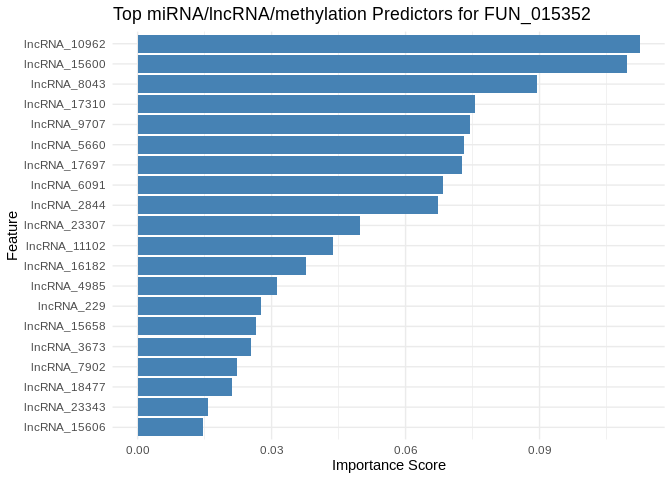 Top miRNA/lncRNA/methylation Predictors for FUN_015352
Feature
lncRNA_10962
lncRNA_15600
lncRNA_8043
lncRNA_17310
lncRNA_9707
lncRNA_5660
lncRNA_17697
lncRNA_6091
lncRNA_2844
lncRNA_23307
lncRNA_11102
lncRNA_16182
lncRNA_4985
lncRNA_229
lncRNA_15658
lncRNA_3673
lncRNA_7902
lncRNA_18477
lncRNA_23343
lncRNA_15606
0.00 0.03 0.06 0.09
Importance Score